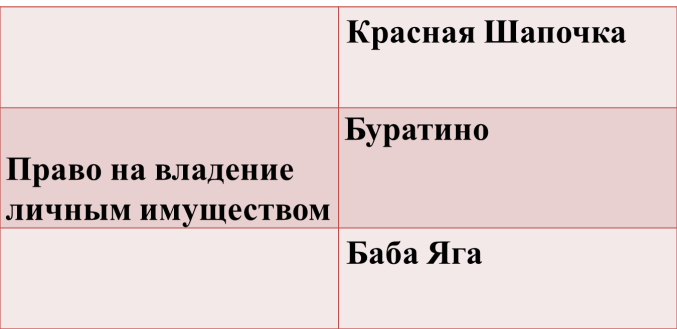 Красная Шапочка
Буратино
Право на владение
личным имуществом
Баба Яга